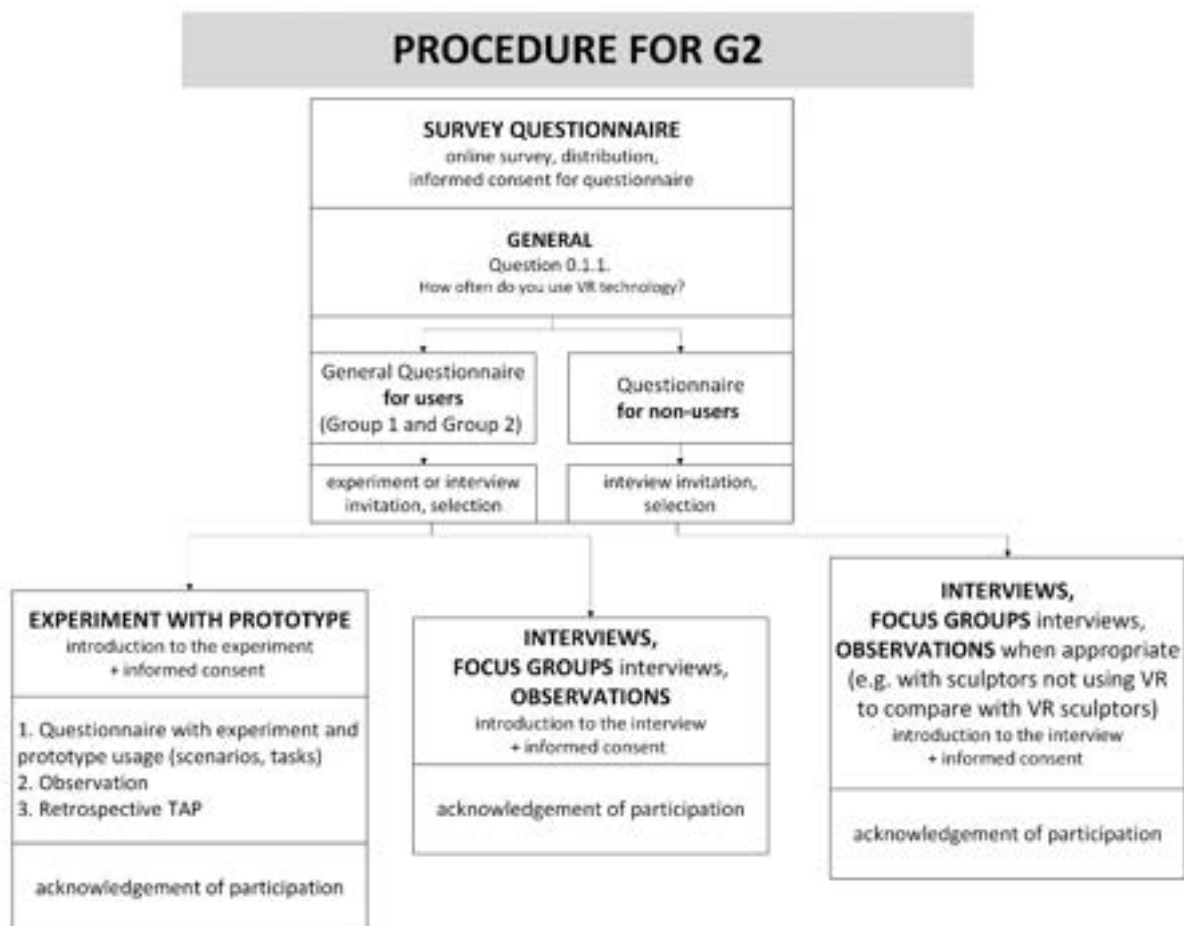 PROCEDURE FOR G2
SURVEY QUESTIONNAIRE
online survey, distribution,
informed consent for questionnaire
GENERAL
Question 0.1.1.
How often do you use VR technology?
General Questionnaire
for users
(Group 1 and Group 2)
Questionnaire
for non-users
experiment or interview
invitation, selection
inteview invitation,
selection
EXPERIMENT WITH PROTOTYPE
introduction to the experiment
+ informed consent
1. Questionnaire with experiment and
prototype usage (scenarios, tasks)
2. Observation
3. Retrospective TAP
acknowledgement of participation
INTERVIEWS,
FOCUS GROUPS interviews,
OBSERVATIONS
introduction to the interview
+ informed consent
acknowledgement of participation
INTERVIEWS,
FOCUS GROUPS interviews,
OBSERVATIONS when appropriate
(e.g. with sculptors not using VR
to compare with VR sculptors)
introduction to the interview
+ informed consent
acknowledgement of participation